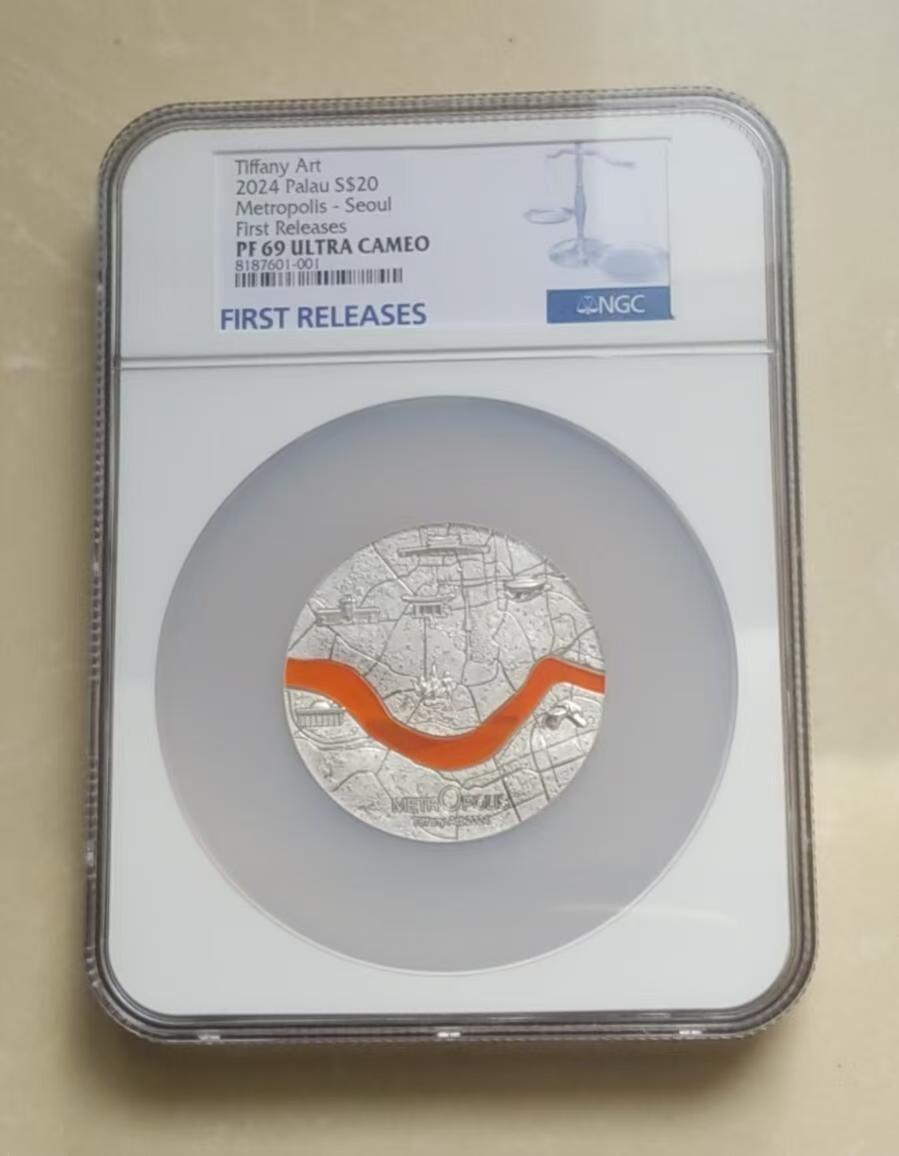 Tiffany Art
2024 Palau S$20
Metropolis - Seoul
First Releases
PF 69 ULTRA CAMEO
8187601-001
FIRST RELEASES
NGC
METROPOLIS